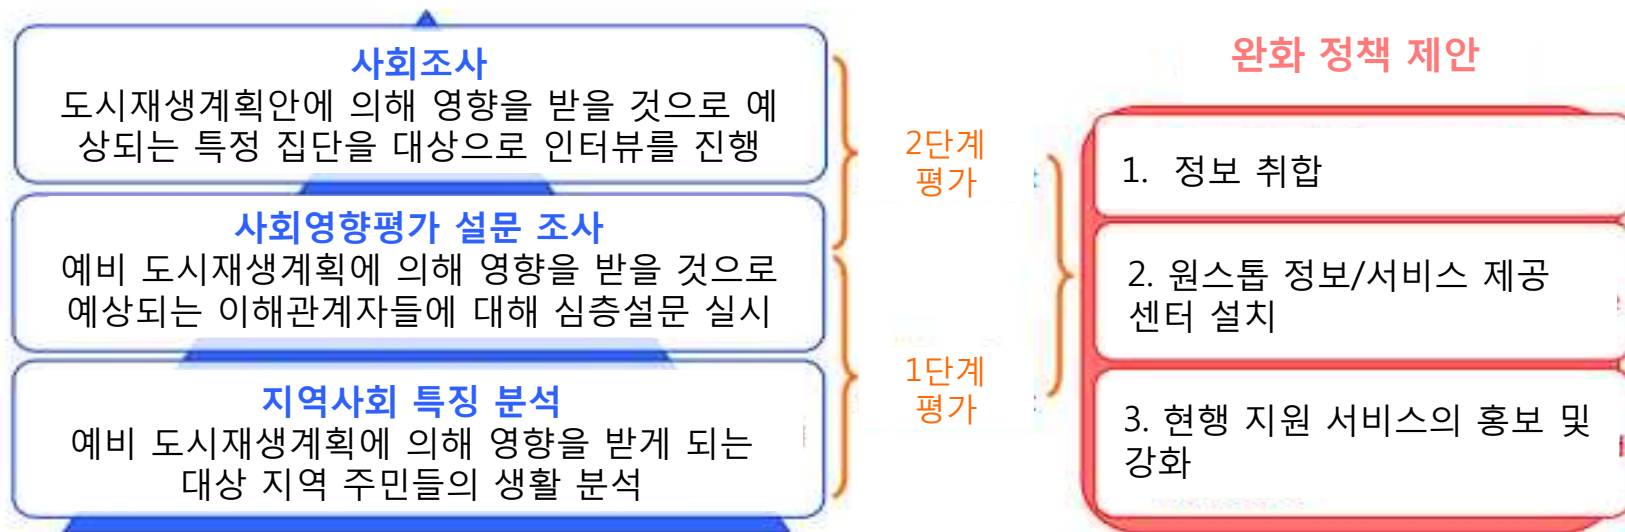 사회조사
도시재생계획안에 의해 영향을 받을 것으로 예
상되는 특정 집단을 대상으로 인터뷰를 진행
사회영향평가 설문 조사
예비 도시재생계획에 의해 영향을 받을 것으로
예상되는 이해관계자들에 대해 심층설문 실시
지역사회 특징 분석
예비 도시재생계획에 의해 영향을 받게 되는
대상 지역 주민들의 생활 분석
2단계
평가
1단계
평가
완화 정책 제안
1. 정보 취합
2. 원스톱 정보/서비스 제공
센터 설치
3. 현행 지원 서비스의 홍보 및
강화